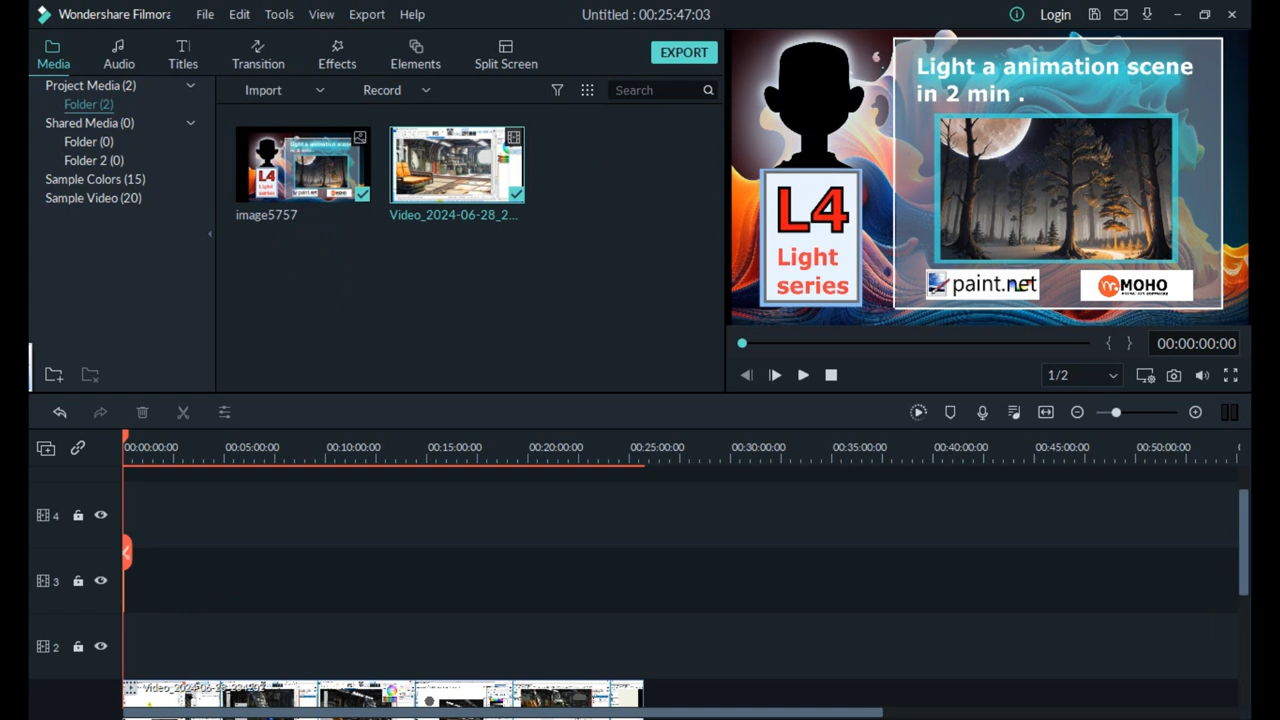 Wondershare Filmora
File Edit Tools View Export Help
Untitled : 00:25:47:03
Login
Media Audio Titles Transition Effects Elements Split Screen
EXPORT
Project Media (2)
Folder (2)
Shared Media (0)
Folder (0)
Folder 2 (0)
Sample Colors (15)
Sample Video (20)
Import Record Search
image5757
Video_2024-06-28_2...
Light a animation scene
in 2 min .
L4
Light
series
paint.net
MOHO
00:00:00:00
1/2
00:00:00:00 00:05:00:00 00:10:00:00 00:15:00:00 00:20:00:00 00:25:00:00 00:30:00:00 00:35:00:00 00:40:00:00 00:45:00:00 00:50:00:00
4
3
2